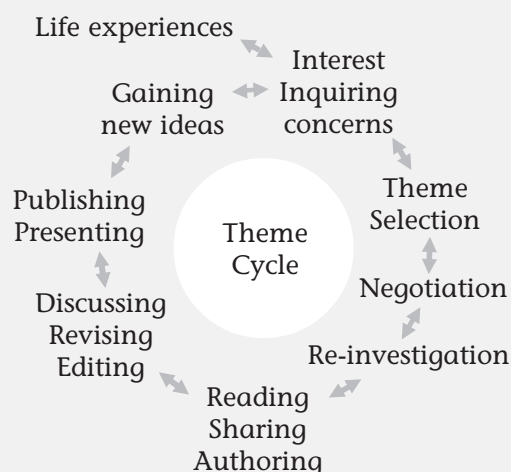 Life experiences
Interest
Inquiring
concerns
Theme
Selection
Negotiation
Re-investigation
Reading
Sharing
Authoring
Discussing
Revising
Editing
Publishing
Presenting
Gaining
new ideas
Theme
Cycle